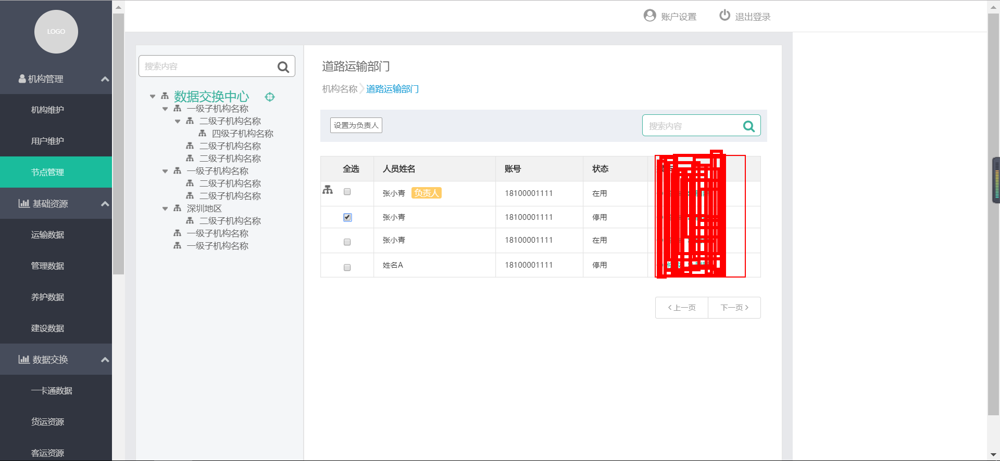 LOGO
机构管理
机构维护
用户维护
节点管理
基础资源
运输数据
管理数据
养护数据
建设数据
数据交换
一卡通数据
货运资源
客运资源
账户设置 退出登录
搜索内容
数据交换中心
一级子机构名称
二级子机构名称
四级子机构名称
二级子机构名称
二级子机构名称
一级子机构名称
二级子机构名称
二级子机构名称
深圳地区
二级子机构名称
一级子机构名称
一级子机构名称
道路运输部门
机构名称 道路运输部门
设置为负责人 搜索内容
全选 人员姓名 账号 状态
张小青 负责人 18100001111 在用
张小青 18100001111 停用
张小青 18100001111 在用
姓名A 18100001111 停用
上一页 下一页